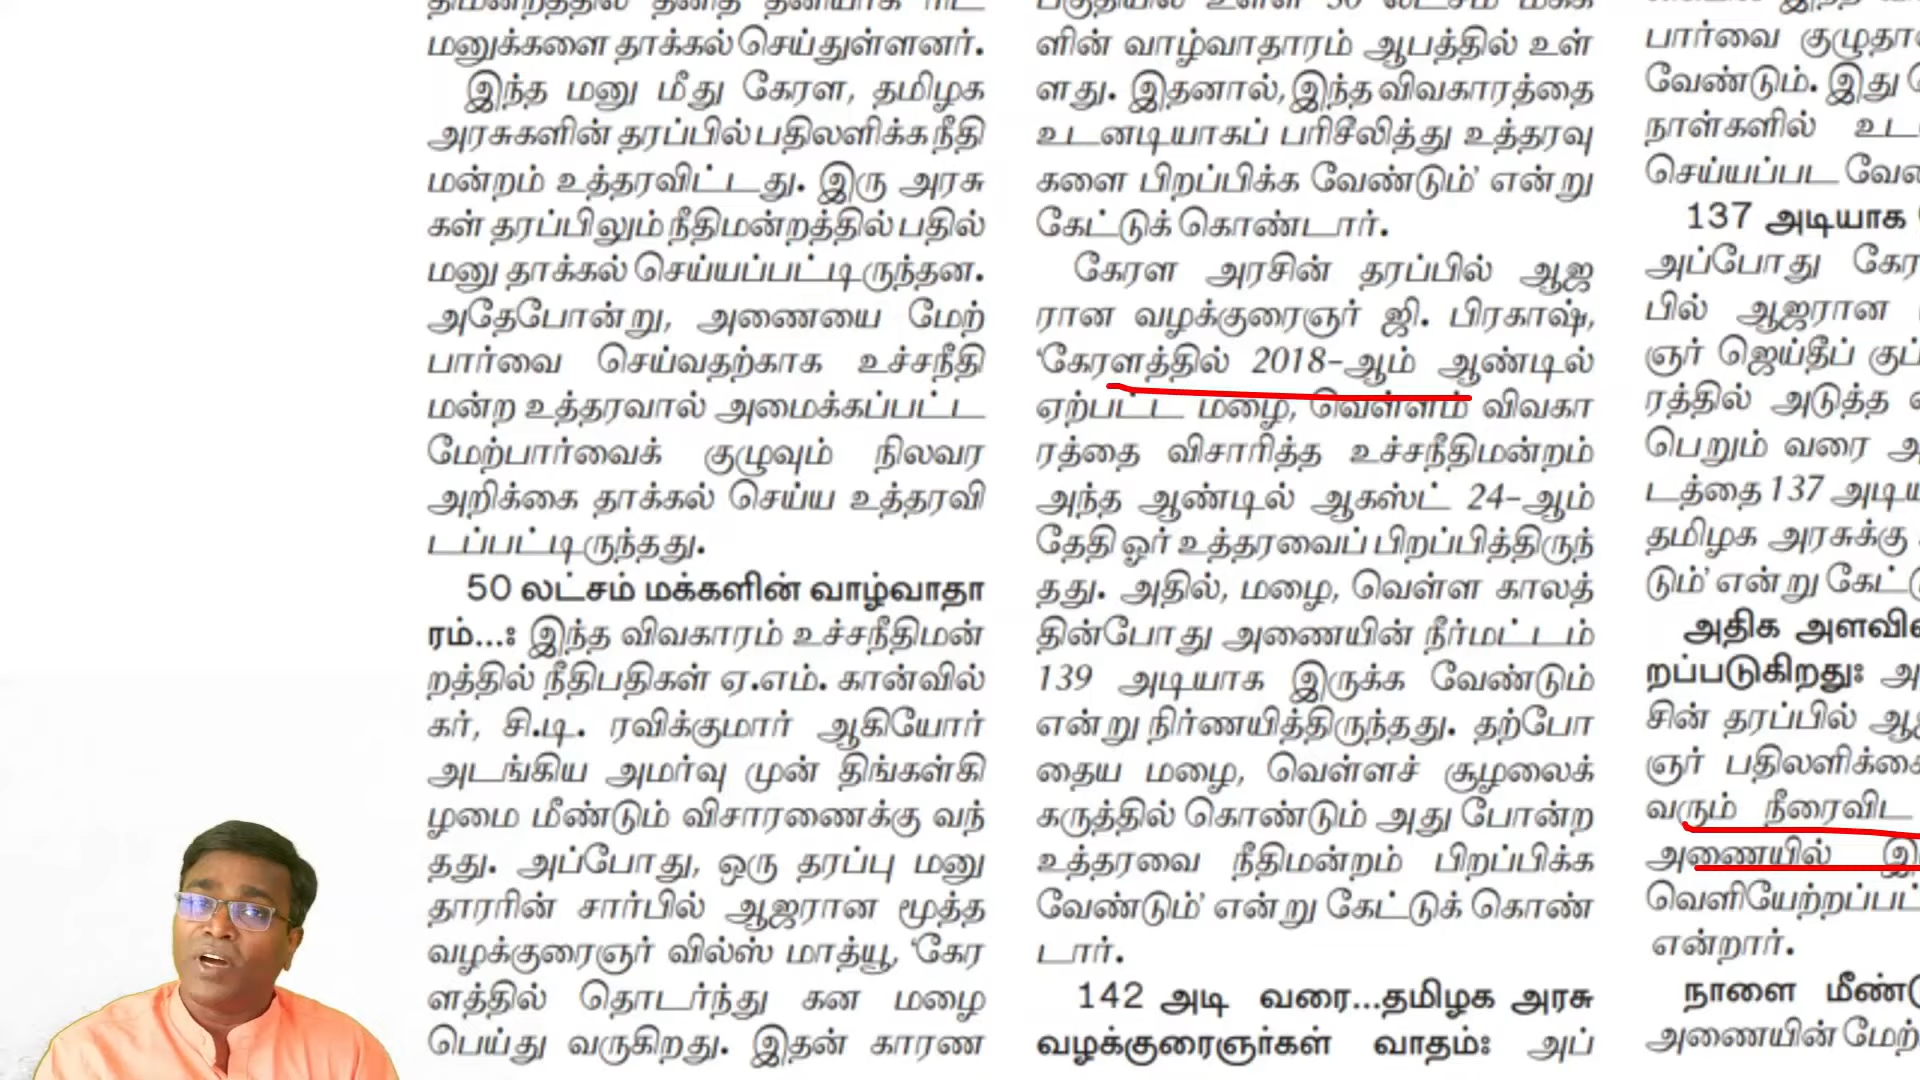 மனுக்களை தாக்கல் செய்துள்ளனர்.
இந்த மனு மீது கேரள, தமிழக
அரசுகளின் தரப்பில் பதிலளிக்க நீதி
மன்றம் உத்தரவிட்டது. இரு அரசு
கள் தரப்பிலும் நீதிமன்றத்தில் பதில்
மனு தாக்கல் செய்யப்பட்டிருந்தன.
அதேபோன்று, அணையை மேற்
பார்வை செய்வதற்காக உச்சநீதி
மன்ற உத்தரவால் அமைக்கப்பட்ட
மேற்பார்வைக் குழுவும் நிலவர
அறிக்கை தாக்கல் செய்ய உத்தரவி
டப்பட்டிருந்தது.
50 லட்சம் மக்களின் வாழ்வாதா
ரம்...: இந்த விவகாரம் உச்சநீதிமன்
றத்தில் நீதிபதிகள் ஏ.எம். கான்வில்
கர், சி.டி. ரவிக்குமார் ஆகியோர்
அடங்கிய அமர்வு முன் திங்கள்கி
ழமை மீண்டும் விசாரணைக்கு வந்
தது. அப்போது, ஒரு தரப்பு மனு
தாரரின் சார்பில் ஆஜரான மூத்த
வழக்குரைஞர் வில்ஸ் மாத்யூ, 'கேர
ளத்தில் தொடர்ந்து கன மழை
பெய்து வருகிறது. இதன் காரண
பகுதியில் உள்ள 50 லட்சம் மக்க
ளின் வாழ்வாதாரம் ஆபத்தில் உள்
ளது. இதனால், இந்த விவகாரத்தை
உடனடியாகப் பரிசீலித்து உத்தரவு
களை பிறப்பிக்க வேண்டும்' என்று
கேட்டுக் கொண்டார்.
கேரள அரசின் தரப்பில் ஆஜ
ரான வழக்குரைஞர் ஜி. பிரகாஷ்,
'கேரளத்தில் 2018-ஆம் ஆண்டில்
ஏற்பட்ட மழை, வெள்ளம் விவகா
ரத்தை விசாரித்த உச்சநீதிமன்றம்
அந்த ஆண்டில் ஆகஸ்ட் 24-ஆம்
தேதி ஓர் உத்தரவைப் பிறப்பித்திருந்
தது. அதில், மழை, வெள்ள காலத்
தின்போது அணையின் நீர்மட்டம்
139 அடியாக இருக்க வேண்டும்
என்று நிர்ணயித்திருந்தது. தற்போ
தைய மழை, வெள்ளச் சூழலைக்
கருத்தில் கொண்டும் அது போன்ற
உத்தரவை நீதிமன்றம் பிறப்பிக்க
வேண்டும்' என்று கேட்டுக் கொண்
டார்.
142 அடி வரை...தமிழக அரசு
வழக்குரைஞர்கள் வாதம்: அப்
பார்வை குழுதா
வேண்டும். இது
நாள்களில் உட
செய்யப்பட வேண
137 அடியாக
அப்போது கேர
பில் ஆஜரான
ஞர் ஜெய்தீப் குப்
ரத்தில் அடுத்த
பெறும் வரை அ
டத்தை 137 அடிய
தமிழக அரசுக்கு
டும்' என்று கேட்டு
அதிக அளவில்
றப்படுகிறது: அ
சின் தரப்பில் ஆ
ஞர் பதிலளிக்கை
வரும் நீரைவிட
அணையில் இ
வெளியேற்றப்பட்
என்றார்.
நாளை மீண்டு
அணையின் மேற்